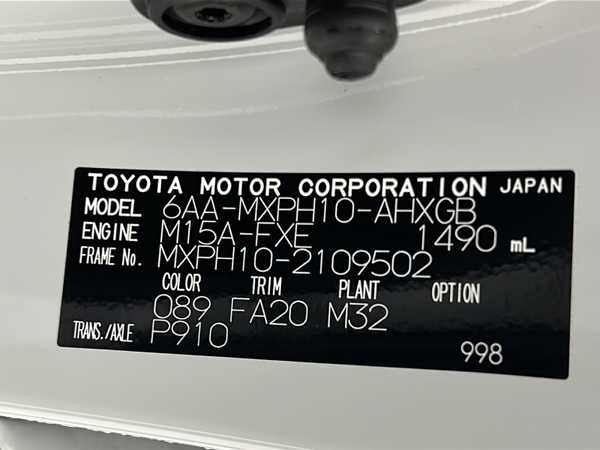 TOYOTA MOTOR CORPORATION JAPAN
MODEL 6AA-MXPH10-AHXGB
ENGINE M15A-FXE 1490 mL
FRAME No. MXPH10-2109502
COLOR TRIM PLANT OPTION
089 FA20 M32
TRANS./AXLE P910
998